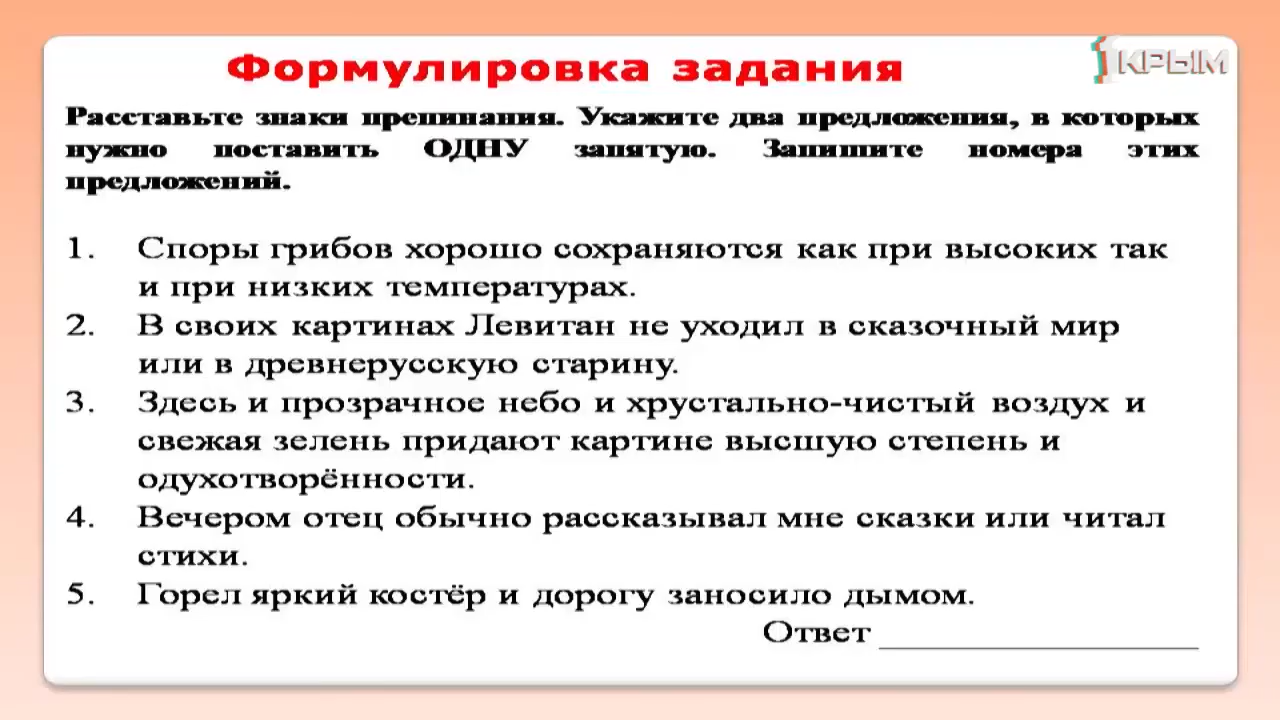 Формулировка задания
1КРЫМ
Расставьте знаки препинания. Укажите два предложения, в которых
нужно поставить ОДНУ запятую. Запишите номера этих
предложений.
1. Споры грибов хорошо сохраняются как при высоких так
и при низких температурах.
2. В своих картинах Левитан не уходил в сказочный мир
или в древнерусскую старину.
3. Здесь и прозрачное небо и хрустально-чистый воздух и
свежая зелень придают картине высшую степень и
одухотворённости.
4. Вечером отец обычно рассказывал мне сказки или читал
стихи.
5. Горел яркий костёр и дорогу заносило дымом.
Ответ ____________________